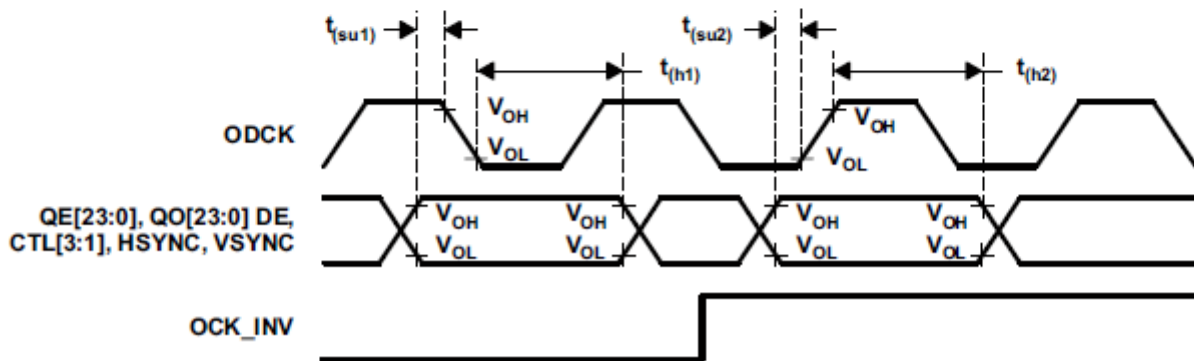 t(su1)
t(su2)
t(h1)
t(h2)
ODCK
VOH
VOL
VOH
VOL
QE[23:0], QO[23:0] DE,
CTL[3:1], HSYNC, VSYNC
VOH
VOH
VOH
VOH
VOL
VOL
VOL
VOL
OCK_INV